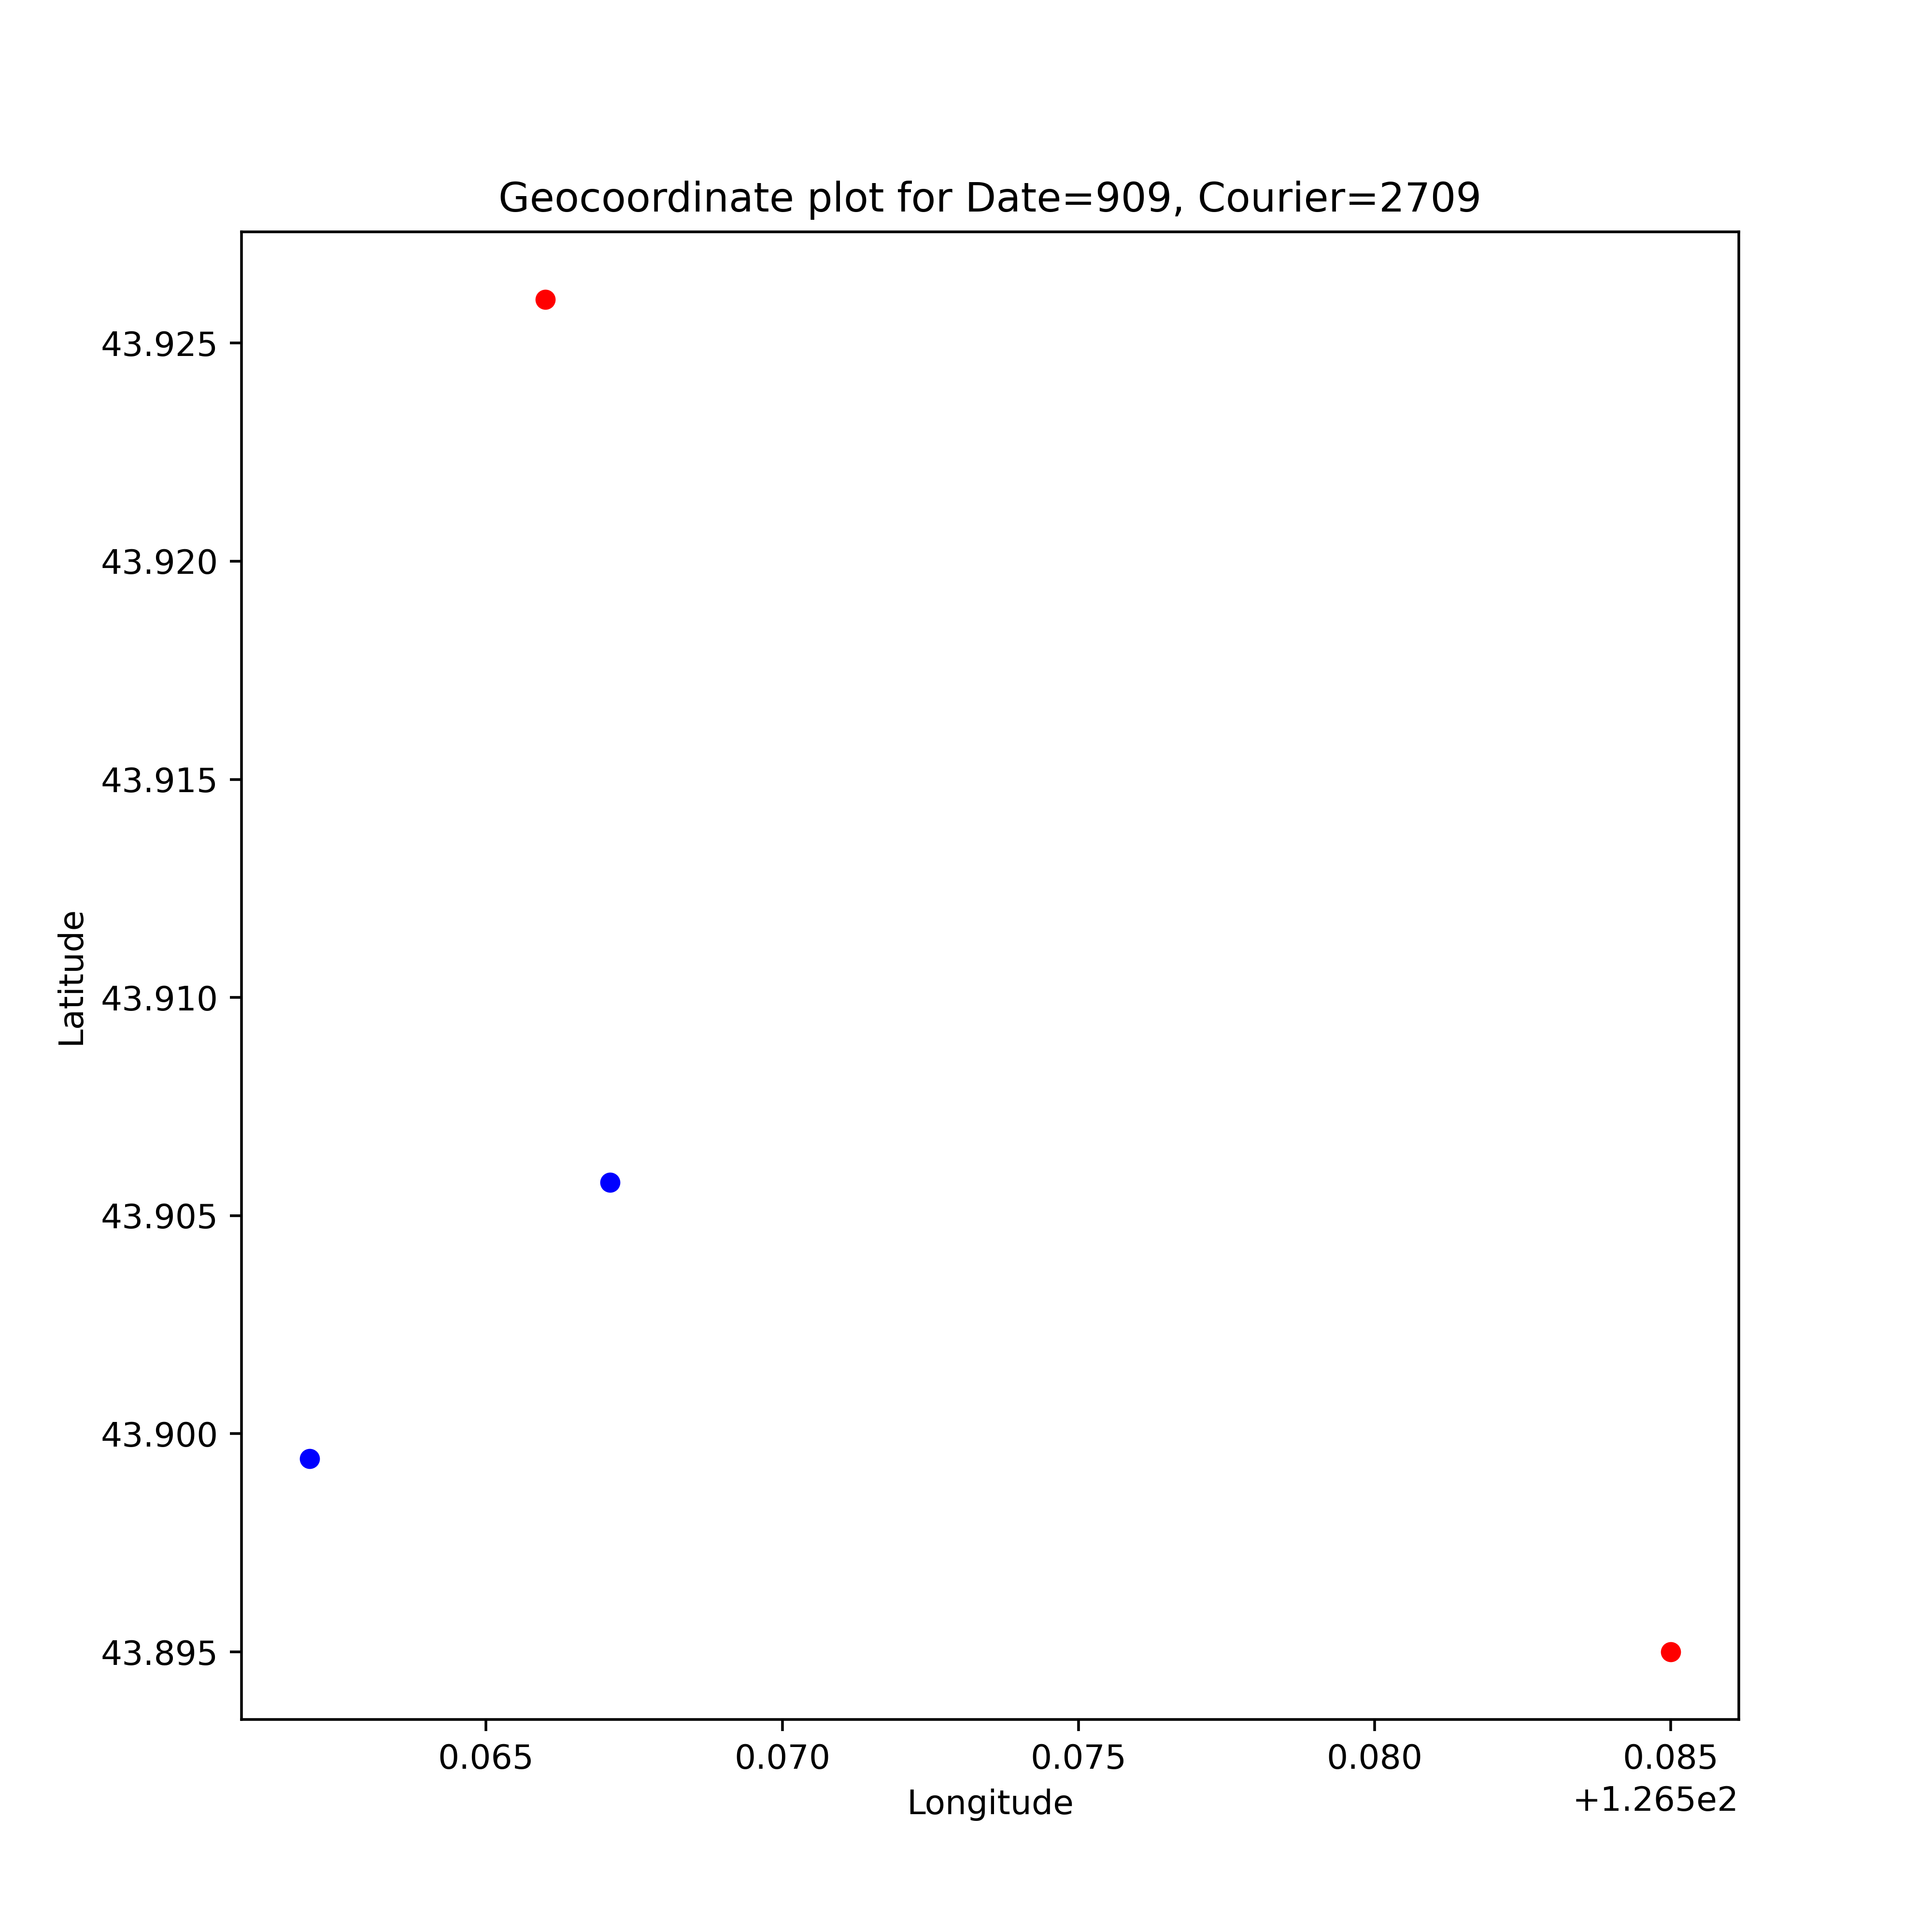 Geocoordinate plot for Date=909, Courier=2709
43.925
43.920
43.915
43.910
43.905
43.900
43.895
Latitude
0.065 0.070 0.075 0.080 0.085
Longitude
+1.265e2